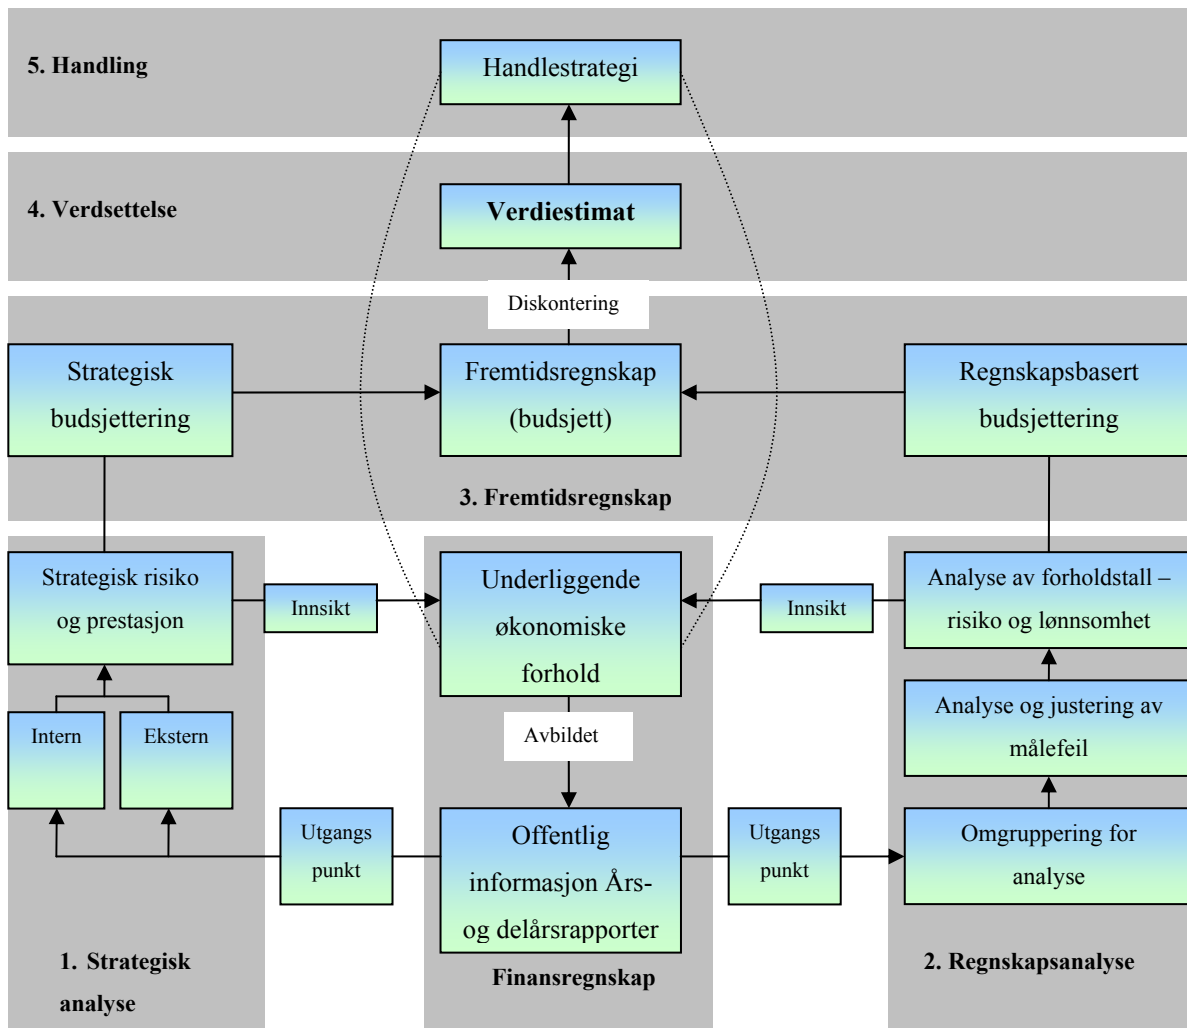 5. Handling
Handlestrategi
4. Verdsettelse
Verdiestimat
Diskontering
Strategisk
budsjettering
Fremtidsregnskap
(budsjett)
Regnskapsbasert
budsjettering
3. Fremtidsregnskap
Strategisk risiko
og prestasjon
Innsikt
Underliggende
økonomiske
forhold
Innsikt
Analyse av forholdstall –
risiko og lønnsomhet
Intern
Ekstern
Avbildet
Analyse og justering av
målefeil
Utgangs
punkt
Offentlig
informasjon Års-
og delårsrapporter
Utgangs
punkt
Omgruppering for
analyse
1. Strategisk
analyse
Finansregnskap
2. Regnskapsanalyse